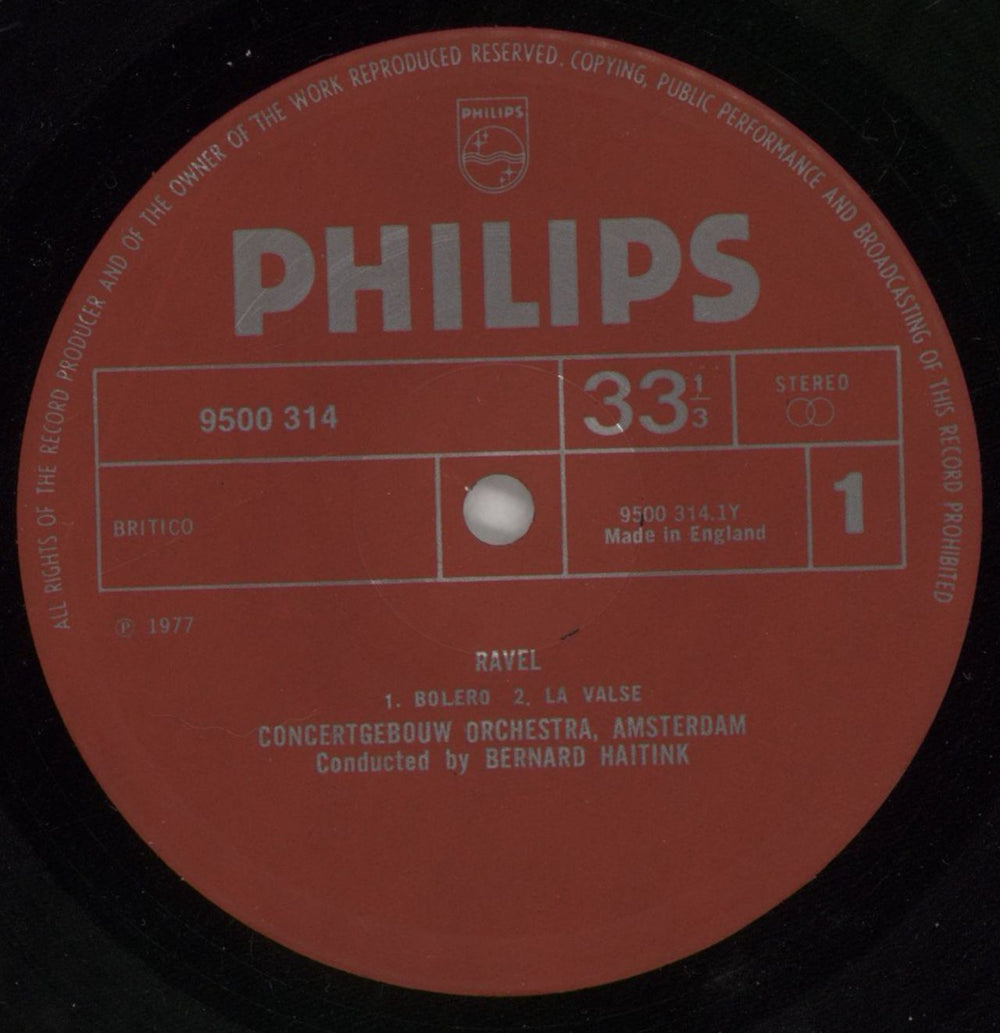 ALL RIGHTS OF THE RECORD PRODUCER AND OF THE OWNER OF THE WORK REPRODUCED RESERVED. COPYING, PUBLIC PERFORMANCE AND BROADCASTING OF THIS RECORD PROHIBITED
PHILIPS
PHILIPS
9500 314
33 1/3
STEREO
BRITICO
9500 314.1Y
Made in England
1
℗ 1977
RAVEL
1. BOLERO 2. LA VALSE
CONCERTGEBOUW ORCHESTRA, AMSTERDAM
Conducted by BERNARD HAITINK